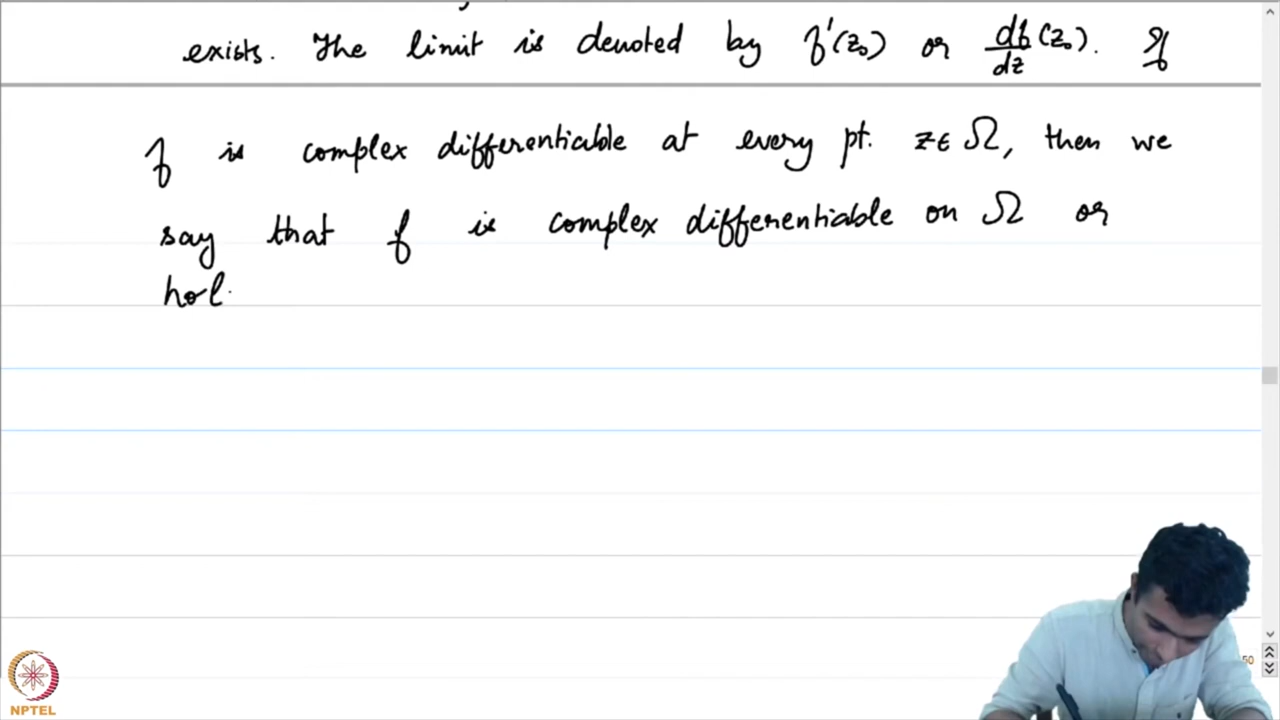 exists. The limit is denoted by f'(z₀) or df/dz (z₀). If
f is complex differentiable at every pt. z ∈ Ω, then we
say that f is complex differentiable on Ω or
hol
50
NPTEL